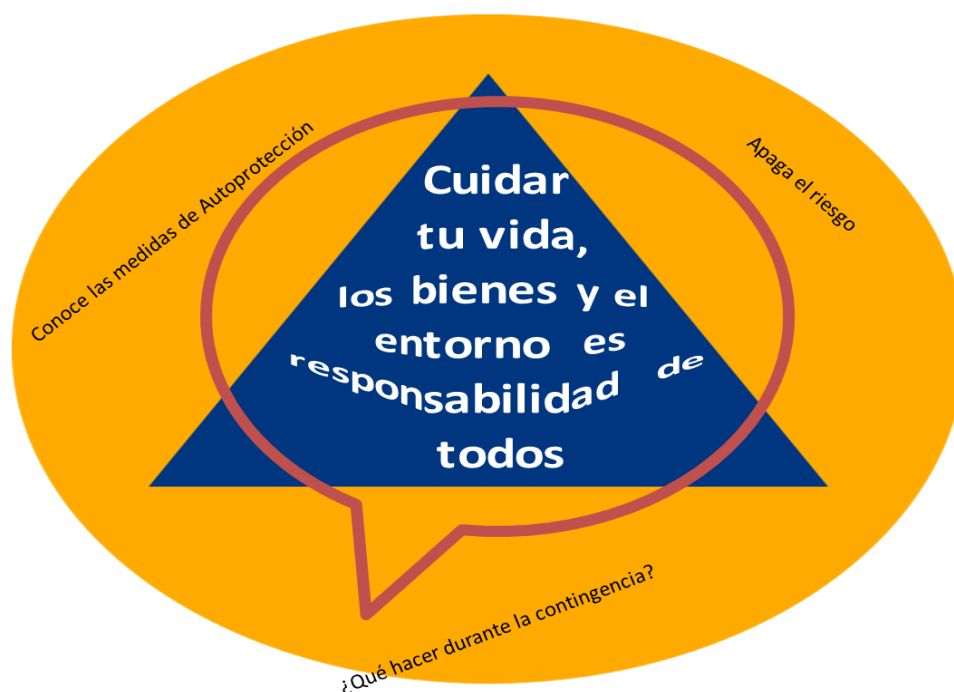 Conoce las medidas de Autoprotección
Apaga el riesgo
Cuidar
tu vida,
los bienes y el
entorno es
responsabilidad de
todos
¿Qué hacer durante la contingencia?